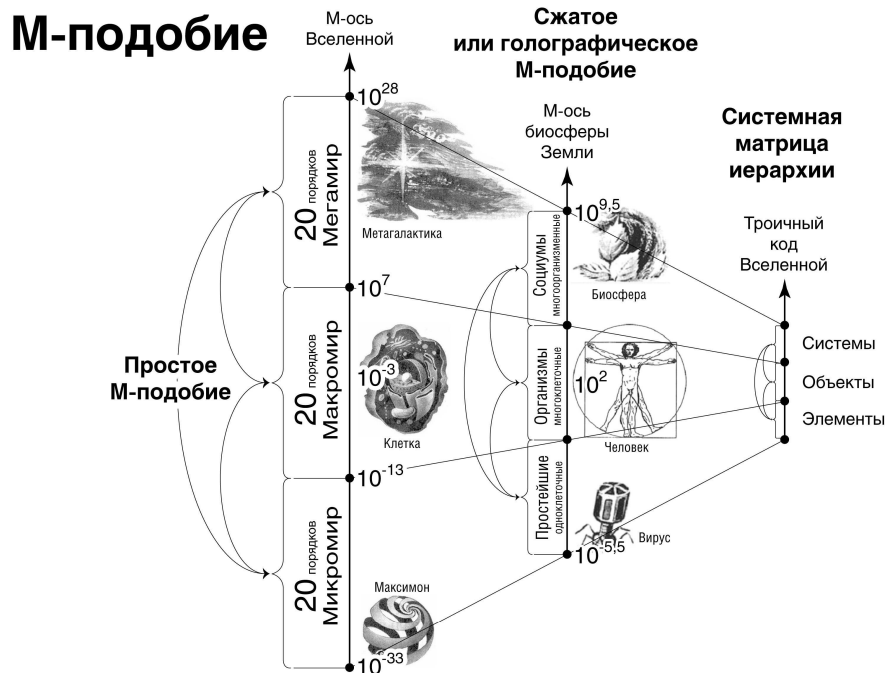 М-подобие
М-ось
Вселенной
Сжатое
или голографическое
М-подобие
М-ось
биосферы
Земли
Системная
матрица
иерархии
Троичный
код
Вселенной
10^28
20 порядков
Мегамир
Метагалактика
10^7
Простое
М-подобие
20 порядков
Макромир
10^-3
Клетка
10^-13
20 порядков
Микромир
Максимон
10^-33
10^9,5
Социумы
многоорганизменные
Биосфера
Организмы
многоклеточные
10^2
Человек
Простейшие
одноклеточные
Вирус
10^-5,5
Системы
Объекты
Элементы